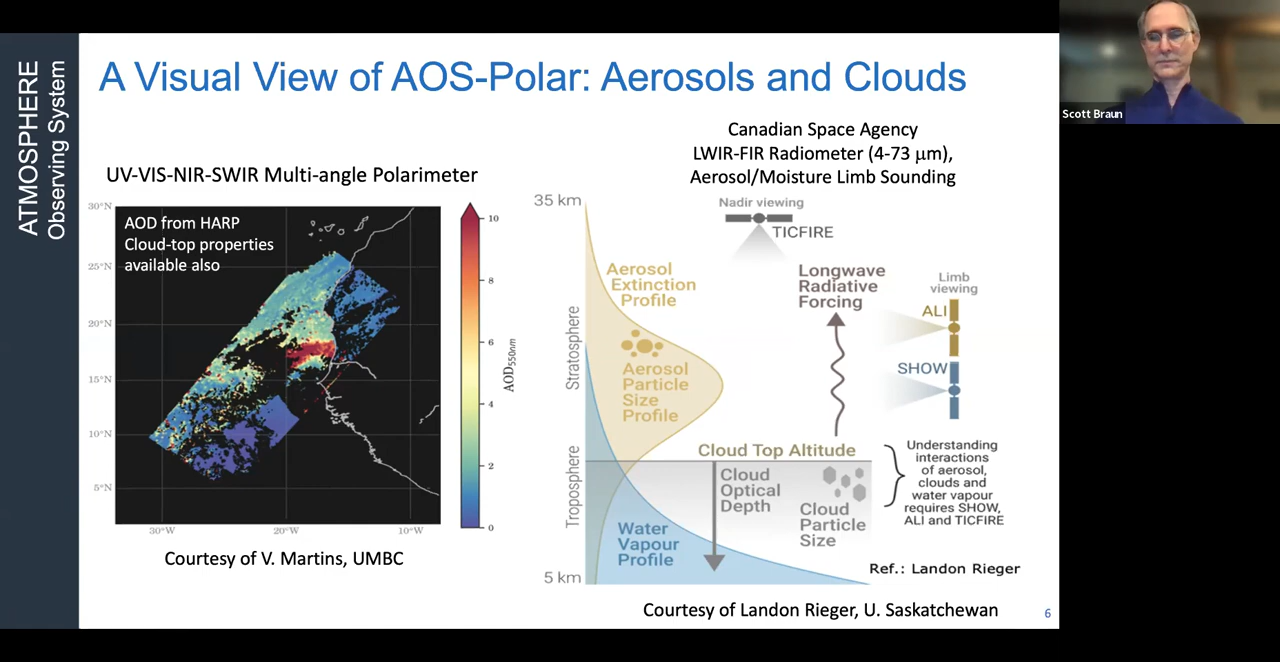 ATMOSPHERE
Observing System
A Visual View of AOS-Polar: Aerosols and Clouds
Scott Braun
UV-VIS-NIR-SWIR Multi-angle Polarimeter
30°N
25°N
20°N
15°N
10°N
5°N
AOD from HARP
Cloud-top properties
available also
30°W
20°W
10°W
10
8
6
4
2
0
AOD550nm
Courtesy of V. Martins, UMBC
Canadian Space Agency
LWIR-FIR Radiometer (4-73 μm),
Aerosol/Moisture Limb Sounding
35 km
Stratosphere
Troposphere
5 km
Nadir viewing
TICFIRE
Aerosol
Extinction
Profile
Aerosol
Particle
Size
Profile
Longwave
Radiative
Forcing
Limb
viewing
ALI
SHOW
Cloud Top Altitude
Cloud
Optical
Depth
Cloud
Particle
Size
Water
Vapour
Profile
Understanding
interactions
of aerosol,
clouds and
water vapour
requires SHOW,
ALI and TICFIRE
Ref.: Landon Rieger
Courtesy of Landon Rieger, U. Saskatchewan
6